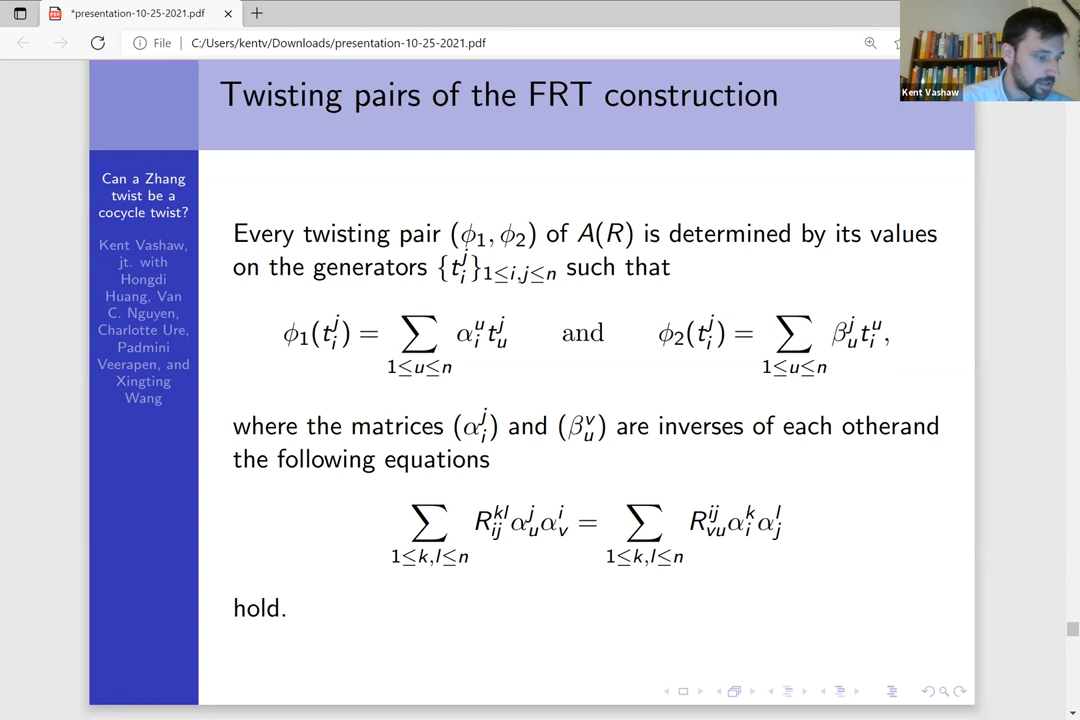 *presentation-10-25-2021.pdf
File | C:/Users/kentv/Downloads/presentation-10-25-2021.pdf
Kent Vashaw
Twisting pairs of the FRT construction
Can a Zhang
twist be a
cocycle twist?
Kent Vashaw,
jt. with
Hongdi
Huang, Van
C. Nguyen,
Charlotte Ure,
Padmini
Veerapen, and
Xingting
Wang
Every twisting pair (ϕ₁, ϕ₂) of A(R) is determined by its values
on the generators {t_i^j}_{1≤i,j≤n} such that
ϕ₁(t_i^j) = ∑_{1≤u≤n} α_i^u t_u^j and ϕ₂(t_i^j) = ∑_{1≤u≤n} β_u^j t_i^u,
where the matrices (α_i^j) and (β_u^v) are inverses of each otherand
the following equations
∑_{1≤k,l≤n} R_{ij}^{kl} α_u^j α_v^i = ∑_{1≤k,l≤n} R_{vu}^{ij} α_i^k α_j^l
hold.